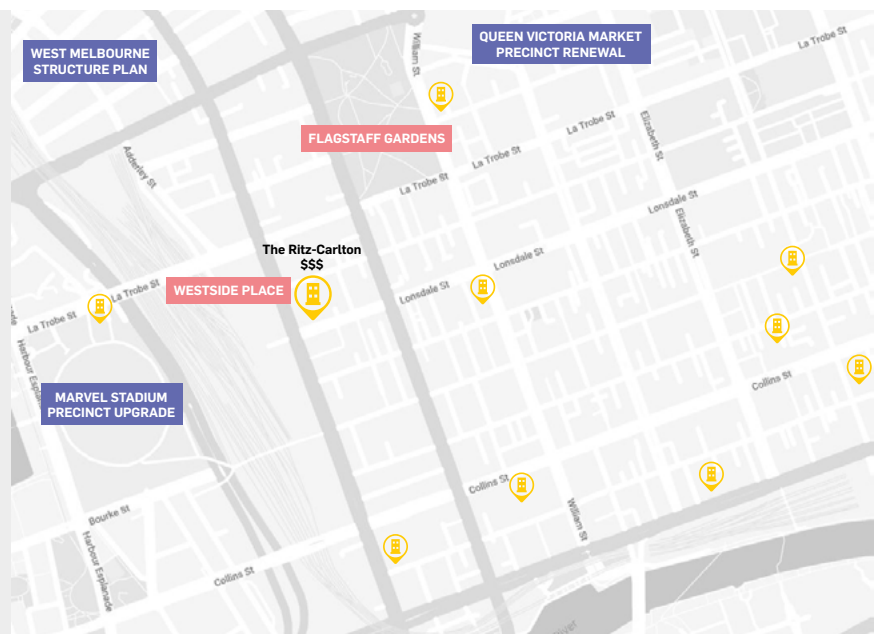 WEST MELBOURNE
STRUCTURE PLAN
QUEEN VICTORIA MARKET
PRECINCT RENEWAL
La Trobe St
William St
FLAGSTAFF GARDENS
La Trobe St
Elizabeth St
La Trobe St
Adderley St
La Trobe St
Lonsdale St
Elizabeth St
The Ritz-Carlton
$$$
Lonsdale St
WESTSIDE PLACE
La Trobe St
Lonsdale St
La Trobe St
Harbour Esplanade
Collins St
MARVEL STADIUM
PRECINCT UPGRADE
Collins St
Bourke St
William St
Harbour Esplanade
Collins St